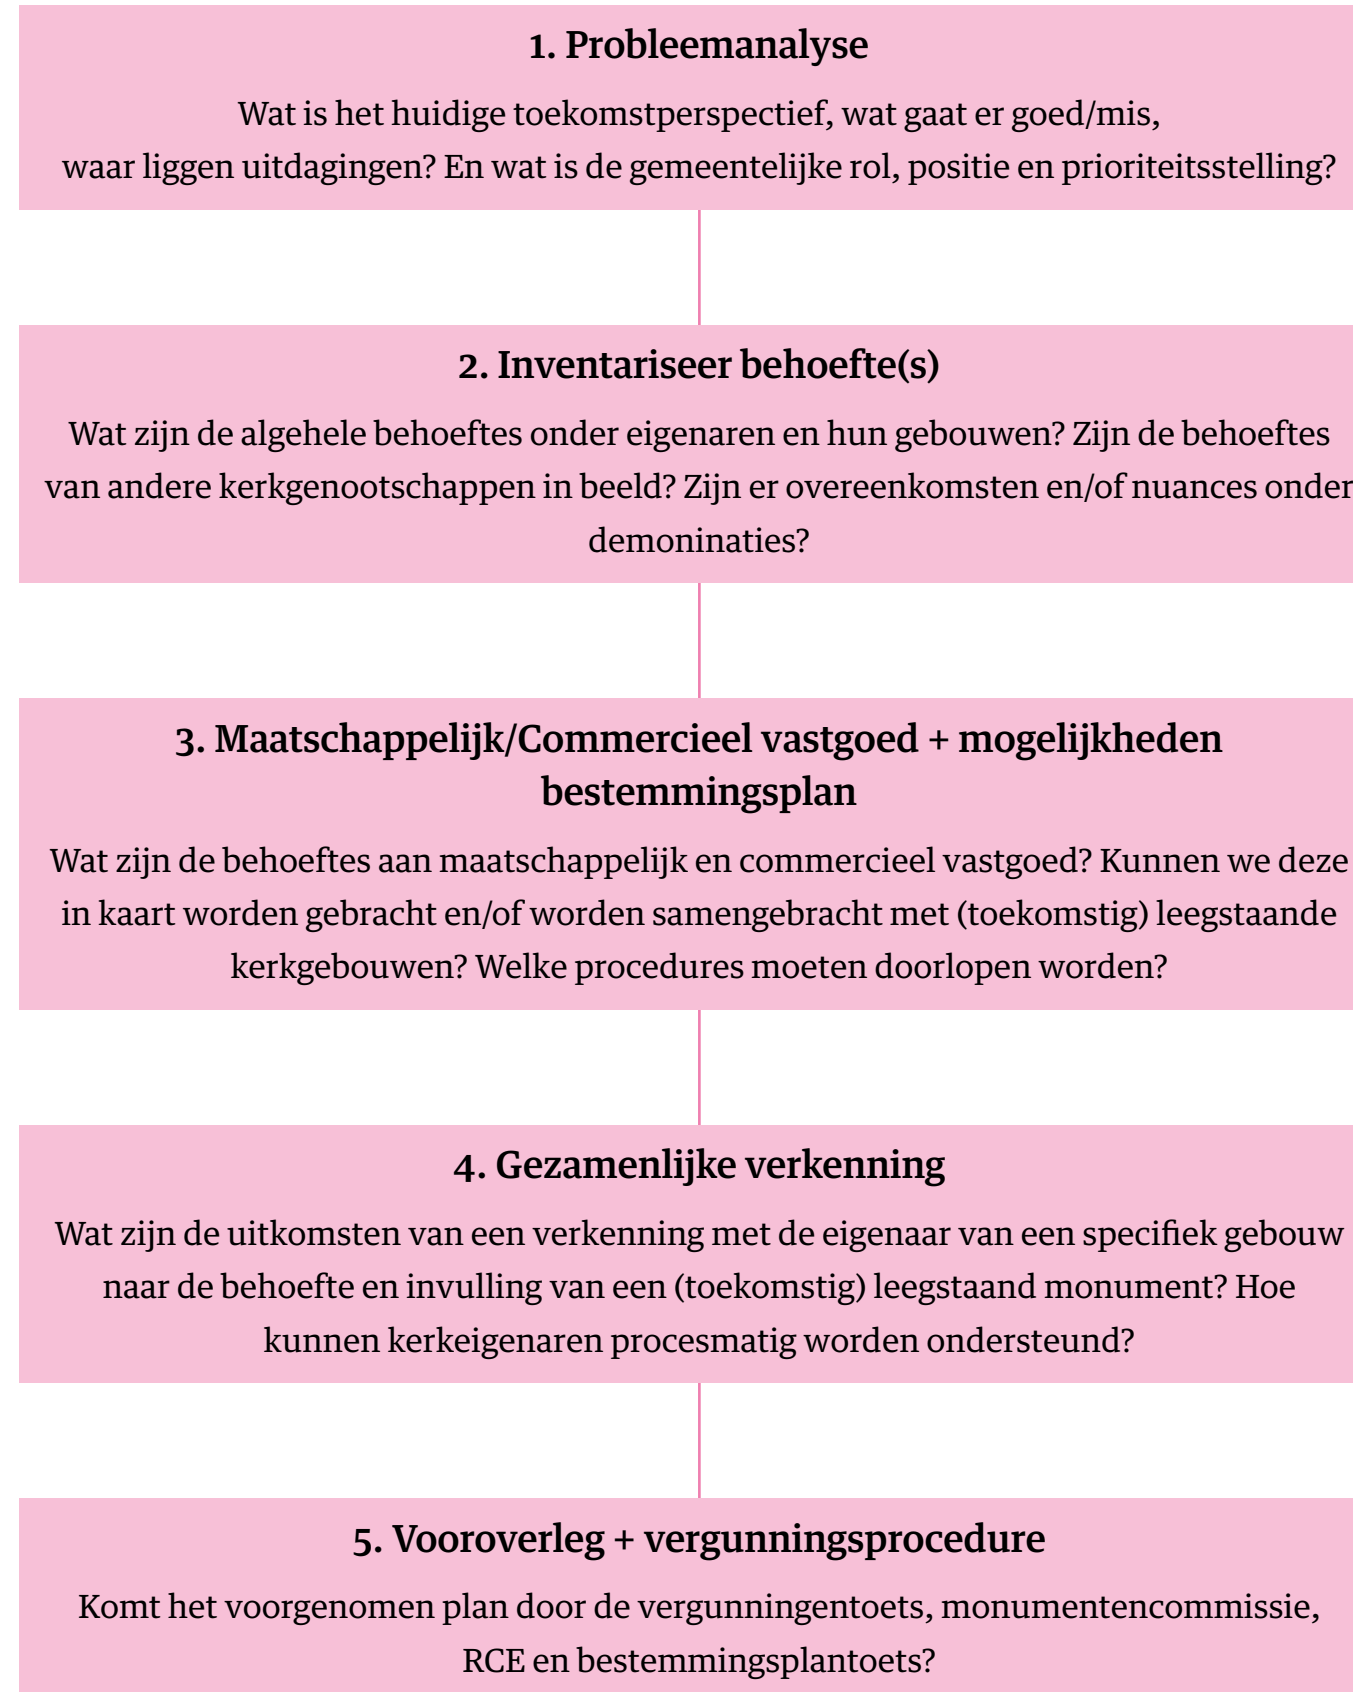 1. Probleemanalyse
Wat is het huidige toekomstperspectief, wat gaat er goed/mis,
waar liggen uitdagingen? En wat is de gemeentelijke rol, positie en prioriteitsstelling?
2. Inventariseer behoefte(s)
Wat zijn de algehele behoeftes onder eigenaren en hun gebouwen? Zijn de behoeftes
van andere kerkgenootschappen in beeld? Zijn er overeenkomsten en/of nuances onder
demoninaties?
3. Maatschappelijk/Commercieel vastgoed + mogelijkheden
bestemmingsplan
Wat zijn de behoeftes aan maatschappelijk en commercieel vastgoed? Kunnen we deze
in kaart worden gebracht en/of worden samengebracht met (toekomstig) leegstaande
kerkgebouwen? Welke procedures moeten doorlopen worden?
4. Gezamenlijke verkenning
Wat zijn de uitkomsten van een verkenning met de eigenaar van een specifiek gebouw
naar de behoefte en invulling van een (toekomstig) leegstaand monument? Hoe
kunnen kerkeigenaren procesmatig worden ondersteund?
5. Vooroverleg + vergunningsprocedure
Komt het voorgenomen plan door de vergunningentoets, monumentencommissie,
RCE en bestemmingsplantoets?